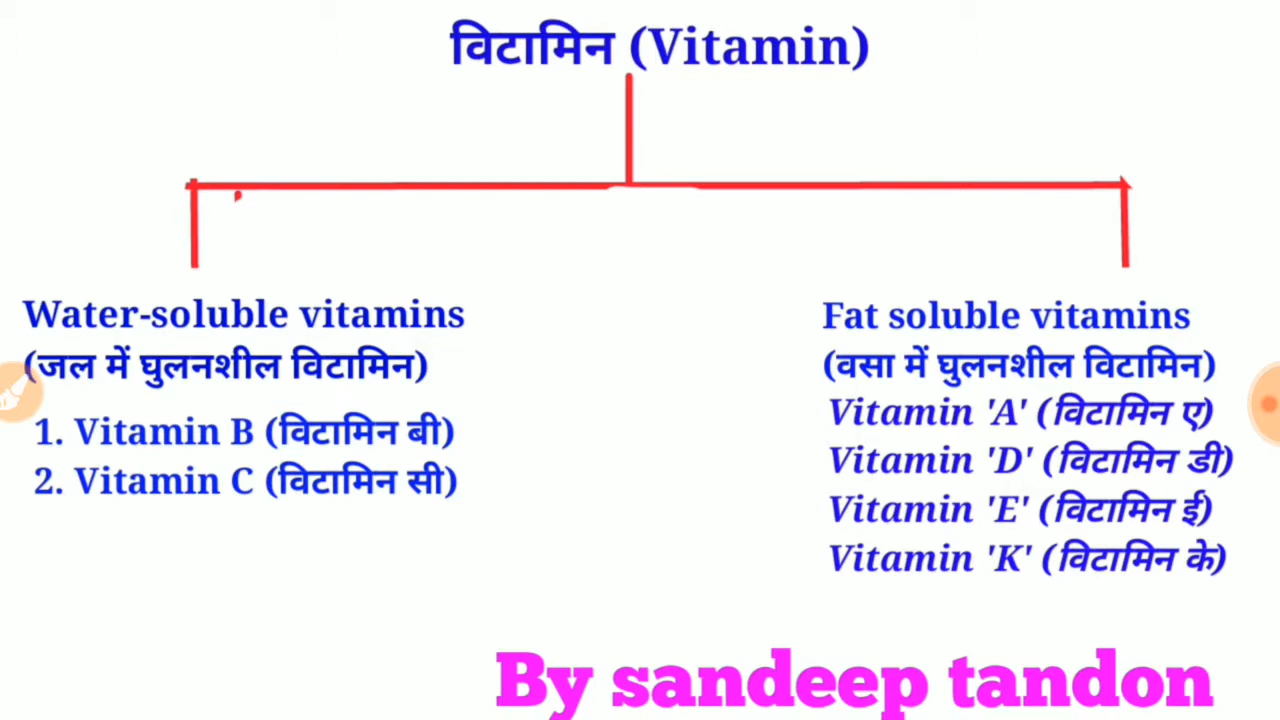 विटामिन (Vitamin)
Water-soluble vitamins
(जल में घुलनशील विटामिन)
1. Vitamin B (विटामिन बी)
2. Vitamin C (विटामिन सी)
Fat soluble vitamins
(वसा में घुलनशील विटामिन)
Vitamin 'A' (विटामिन ए)
Vitamin 'D' (विटामिन डी)
Vitamin 'E' (विटामिन ई)
Vitamin 'K' (विटामिन के)
By sandeep tandon